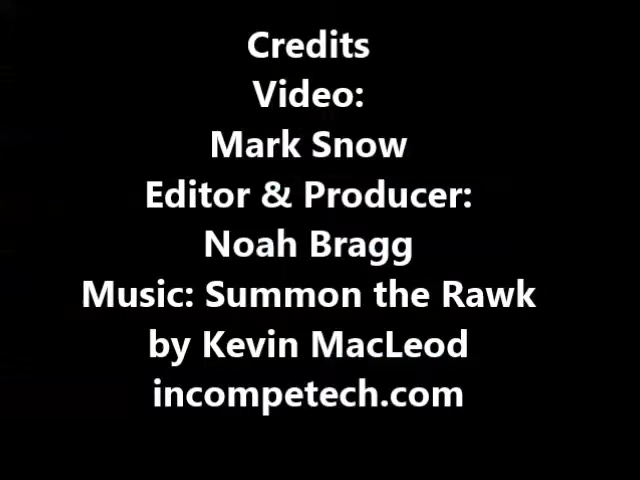 Credits
Video:
Mark Snow
Editor & Producer:
Noah Bragg
Music: Summon the Rawk
by Kevin MacLeod
incompetech.com